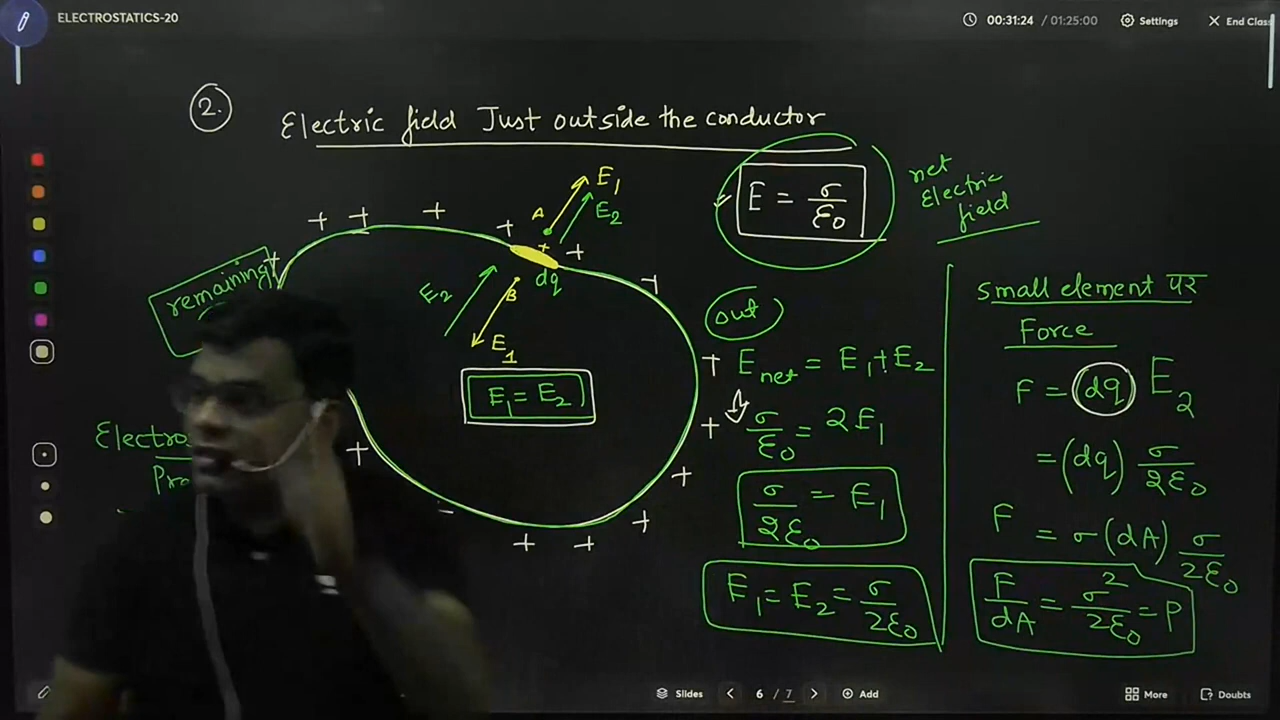 ELECTROSTATICS-20
00:31:24 / 01:25:00
Settings
End Class
2.
Electric field Just outside the conductor
E = σ/ε₀
net
Electric
field
E₁
E₂
A
+ + + + + + + +
dq
B
E₂
E₁
remaining
E₁ = E₂
out
E net = E₁ + E₂
σ/ε₀ = 2E₁
σ/2ε₀ = E₁
E₁ = E₂ = σ/2ε₀
small element पर
Force
F = dq E₂
= (dq) σ/2ε₀
F = σ(dA) σ/2ε₀
F/dA = σ²/2ε₀ = P
Slides
6 / 7
Add
More
Doubts